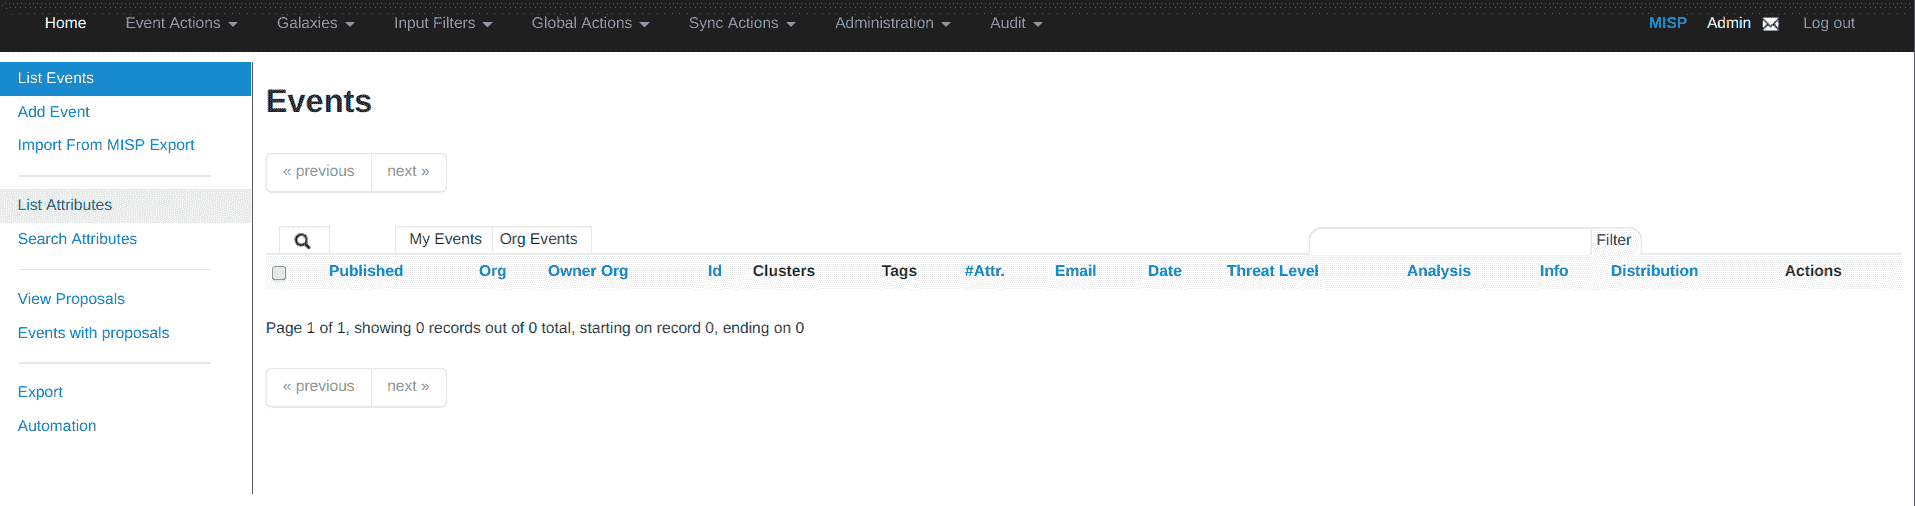 Home Event Actions Galaxies Input Filters Global Actions Sync Actions Administration Audit MISP Admin Log out
List Events
Add Event
Import From MISP Export
List Attributes
Search Attributes
View Proposals
Events with proposals
Export
Automation
Events
« previous next »
My Events Org Events Filter
Published Org Owner Org Id Clusters Tags #Attr. Email Date Threat Level Analysis Info Distribution Actions
Page 1 of 1, showing 0 records out of 0 total, starting on record 0, ending on 0
« previous next »